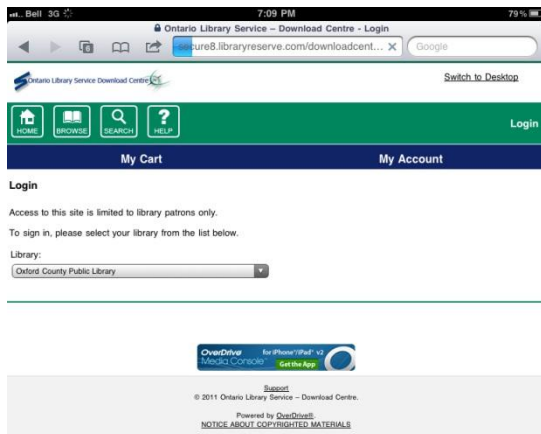 Bell 3G 7:09 PM 79%
Ontario Library Service – Download Centre - Login
secure8.libraryreserve.com/downloadcent... Google
Ontario Library Service Download Centre Switch to Desktop
HOME BROWSE SEARCH HELP Login
My Cart My Account
Login
Access to this site is limited to library patrons only.
To sign in, please select your library from the list below.
Library:
Oxford County Public Library
OverDrive for iPhone®/iPad® v2
Media Console™ Get the App
Support
© 2011 Ontario Library Service – Download Centre.
Powered by OverDrive®.
NOTICE ABOUT COPYRIGHTED MATERIALS